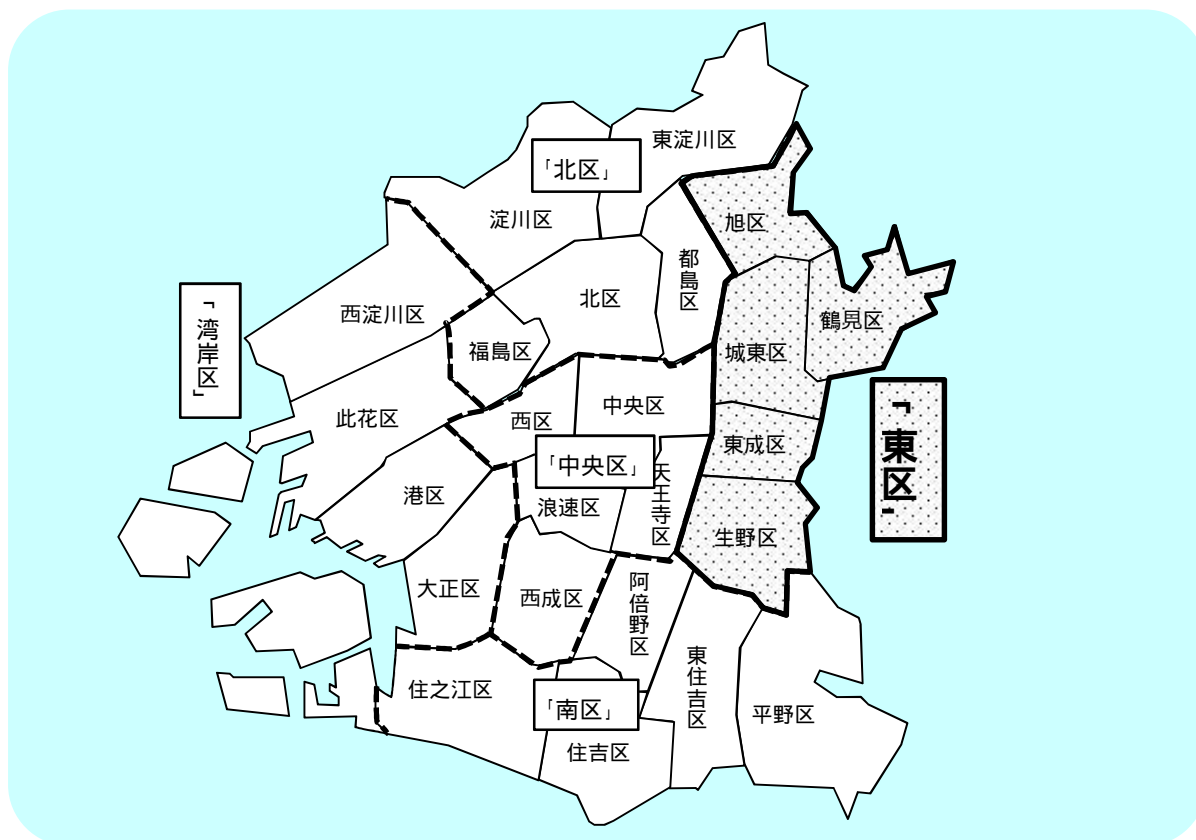 東淀川区
「北区」
淀川区
旭区
都島区
北区
西淀川区
「湾岸区」
鶴見区
福島区
城東区
此花区
西区
中央区
「東区」
東成区
「中央区」
天王寺区
港区
浪速区
生野区
大正区
西成区
阿倍野区
住之江区
東住吉区
「南区」
平野区
住吉区